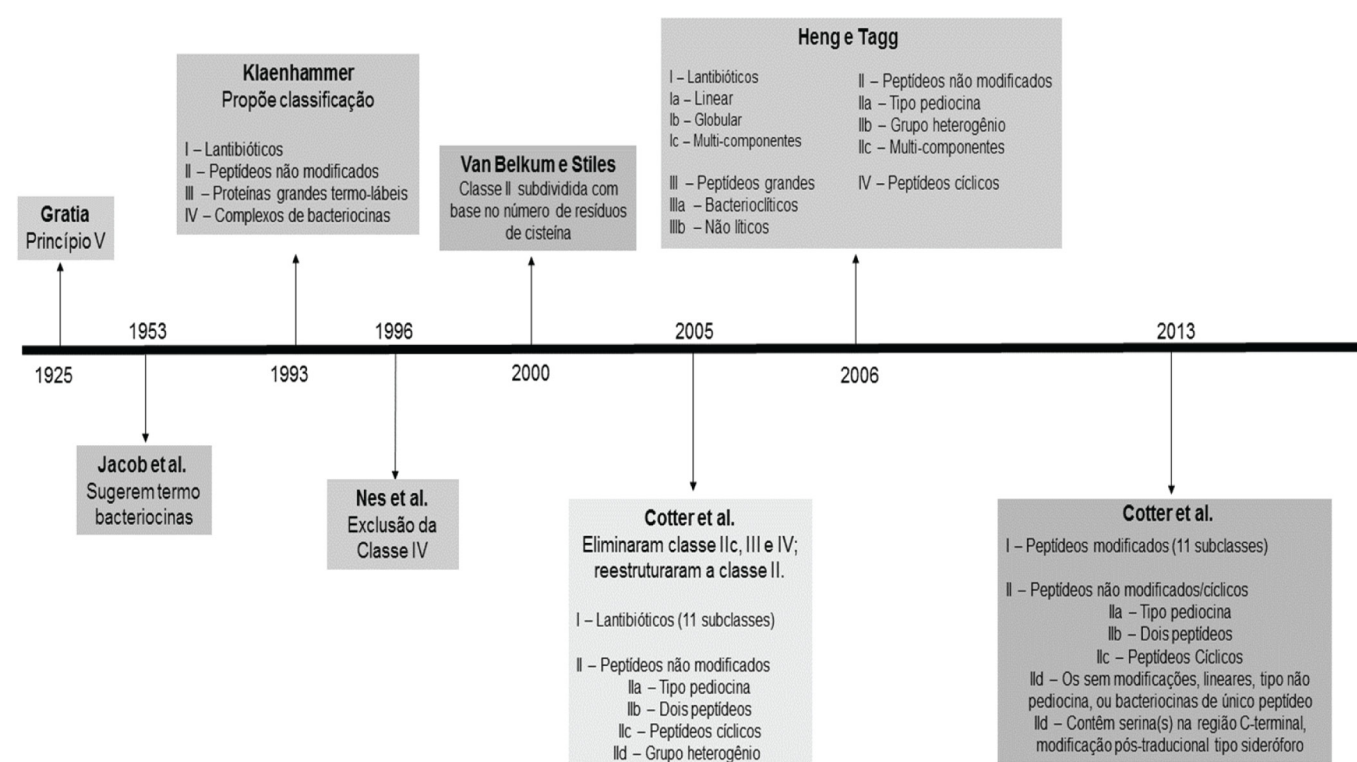 Gratia
Princípio V
Klaenhammer
Propõe classificação
I – Lantibióticos
II – Peptídeos não modificados
III – Proteínas grandes termo-lábeis
IV – Complexos de bacteriocinas
Van Belkum e Stiles
Classe II subdividida com
base no número de resíduos
de cisteína
Heng e Tagg
I – Lantibióticos
Ia – Linear
Ib – Globular
Ic – Multi-componentes
II – Peptídeos não modificados
IIa – Tipo pediocina
IIb – Grupo heterogênio
IIc – Multi-componentes
III – Peptídeos grandes
IIIa – Bacterioclíticos
IIIb – Não líticos
IV – Peptídeos cíclicos
1953
1996
2005
2013
1925
1993
2000
2006
Jacob et al.
Sugerem termo
bacteriocinas
Nes et al.
Exclusão da
Classe IV
Cotter et al.
Eliminaram classe IIc, III e IV;
reestruturaram a classe II.
I – Lantibióticos (11 subclasses)
II – Peptídeos não modificados
IIa – Tipo pediocina
IIb – Dois peptídeos
IIc – Peptídeos cíclicos
IId – Grupo heterogênio
Cotter et al.
I – Peptídeos modificados (11 subclasses)
II – Peptídeos não modificados/cíclicos
IIa – Tipo pediocina
IIb – Dois peptídeos
IIc – Peptídeos Cíclicos
IId – Os sem modificações, lineares, tipo não
pediocina, ou bacteriocinas de único peptídeo
IId – Contêm serina(s) na região C-terminal,
modificação pós-traducional tipo sideróforo